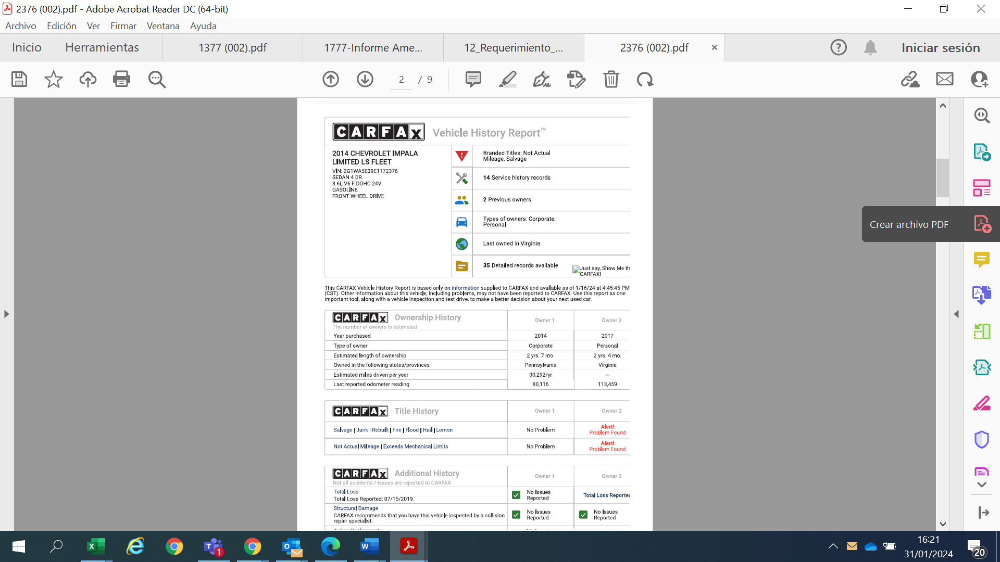 2376 (002).pdf - Adobe Acrobat Reader DC (64-bit)
Archivo Edición Ver Firmar Ventana Ayuda
Inicio Herramientas 1377 (002).pdf 1777-Informe Ame... 12_Requerimiento_... 2376 (002).pdf × Iniciar sesión
2 / 9
CARFAX Vehicle History Report™
2014 CHEVROLET IMPALA
LIMITED LS FLEET
VIN: 2G1WA5E39E1172376
SEDAN 4 DR
3.6L V6 F DOHC 24V
GASOLINE
FRONT WHEEL DRIVE
Branded Titles: Not Actual
Mileage, Salvage
14 Service history records
2 Previous owners
Types of owners: Corporate,
Personal
Last owned in Virginia
35 Detailed records available
Just say, Show Me th
CARFAX!
This CARFAX Vehicle History Report is based only on information supplied to CARFAX and available as of 1/16/24 at 4:45:45 PM
(CST). Other information about this vehicle, including problems, may not have been reported to CARFAX. Use this report as one
important tool, along with a vehicle inspection and test drive, to make a better decision about your next used car.
CARFAX Ownership History Owner 1 Owner 2
The number of owners is estimated
Year purchased 2014 2017
Type of owner Corporate Personal
Estimated length of ownership 2 yrs. 7 mo. 2 yrs. 4 mo.
Owned in the following states/provinces Pennsylvania Virginia
Estimated miles driven per year 30,292/yr ---
Last reported odometer reading 80,116 113,459
CARFAX Title History Owner 1 Owner 2
Salvage | Junk | Rebuilt | Fire | Flood | Hail | Lemon No Problem Alert!
Problem Found
Not Actual Mileage | Exceeds Mechanical Limits No Problem Alert!
Problem Found
CARFAX Additional History Owner 1 Owner 2
Not all accidents / issues are reported to CARFAX
Total Loss
Total Loss Reported: 07/15/2019.
No Issues
Reported
Total Loss Reported
Structural Damage
CARFAX recommends that you have this vehicle inspected by a collision
repair specialist.
No Issues
Reported
No Issues
Reported
Crear archivo PDF
1
16:21
31/01/2024
20